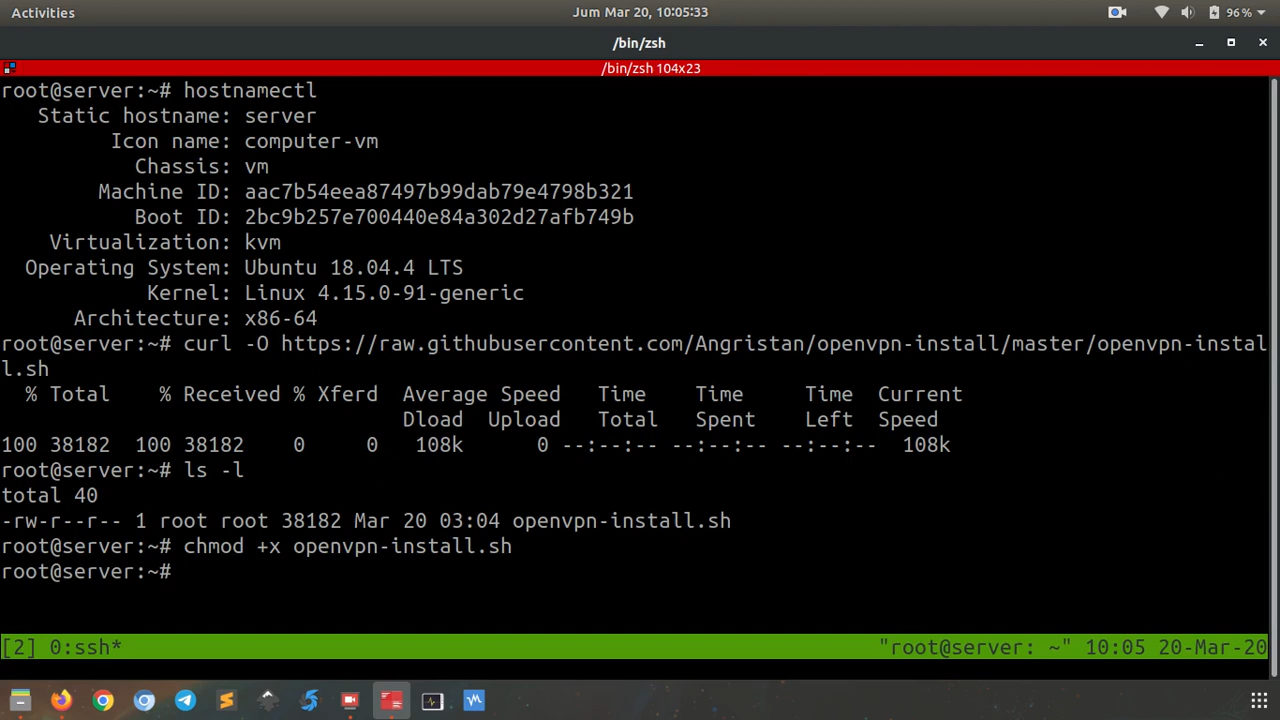 Activities
Jum Mar 20, 10:05:33
96%
/bin/zsh
/bin/zsh 104x23
root@server:~# hostnamectl
Static hostname: server
Icon name: computer-vm
Chassis: vm
Machine ID: aac7b54eea87497b99dab79e4798b321
Boot ID: 2bc9b257e700440e84a302d27afb749b
Virtualization: kvm
Operating System: Ubuntu 18.04.4 LTS
Kernel: Linux 4.15.0-91-generic
Architecture: x86-64
root@server:~# curl -O https://raw.githubusercontent.com/Angristan/openvpn-install/master/openvpn-instal
l.sh
% Total % Received % Xferd Average Speed Time Time Time Current
Dload Upload Total Spent Left Speed
100 38182 100 38182 0 0 108k 0 --:--:-- --:--:-- --:--:-- 108k
root@server:~# ls -l
total 40
-rw-r--r-- 1 root root 38182 Mar 20 03:04 openvpn-install.sh
root@server:~# chmod +x openvpn-install.sh
root@server:~#
[2] 0:ssh* "root@server: ~" 10:05 20-Mar-20